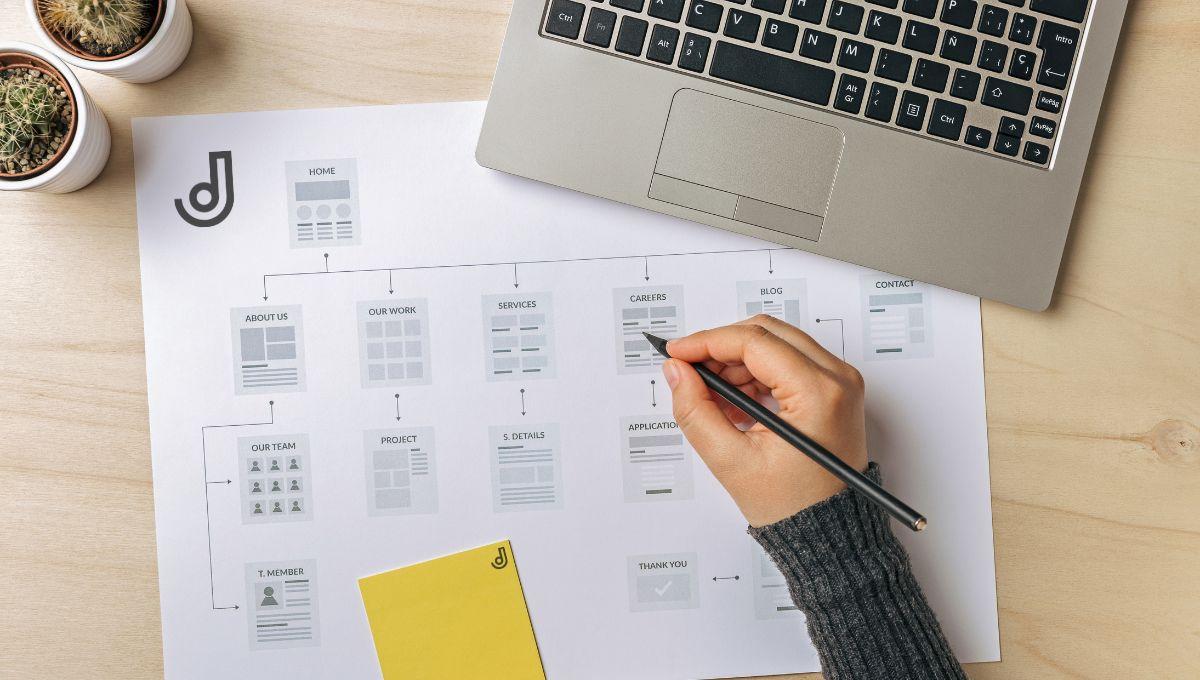 Z
X
C
V
B
N
M
H
J
K
L
Ñ
P
Ç
Intro
Ctrl
Fn
Alt
Alt Gr
Ctrl
RePág
AvPág
d
HOME
ABOUT US
OUR WORK
SERVICES
CAREERS
BLOG
CONTACT
OUR TEAM
PROJECT
S. DETAILS
T. MEMBER
THANK YOU
d